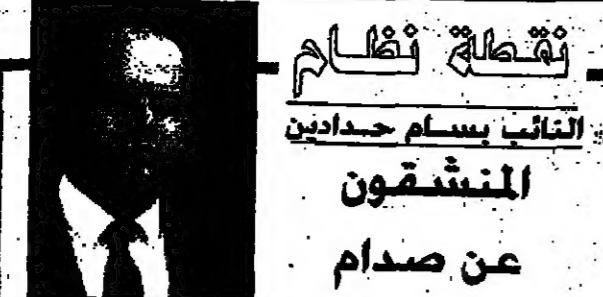 نقطة نظام
النائب بسام حدادين
المنشقون
عن صدام